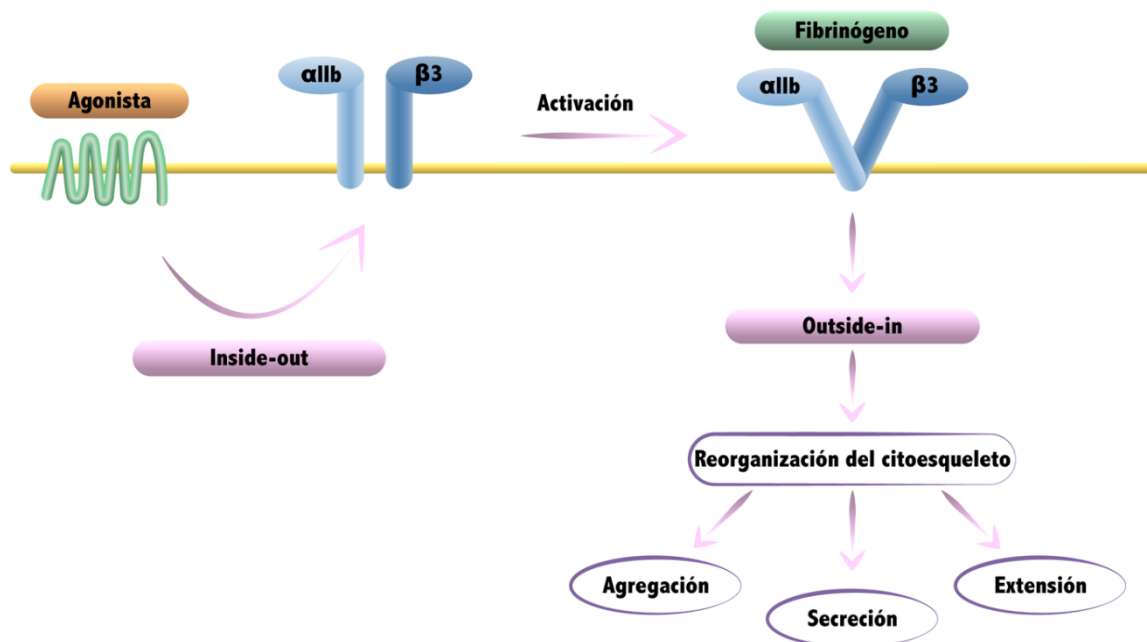 Fibrinógeno
αIIb
β3
αIIb
β3
Agonista
Activación
Outside-in
Inside-out
Reorganización del citoesqueleto
Agregación
Secreción
Extensión